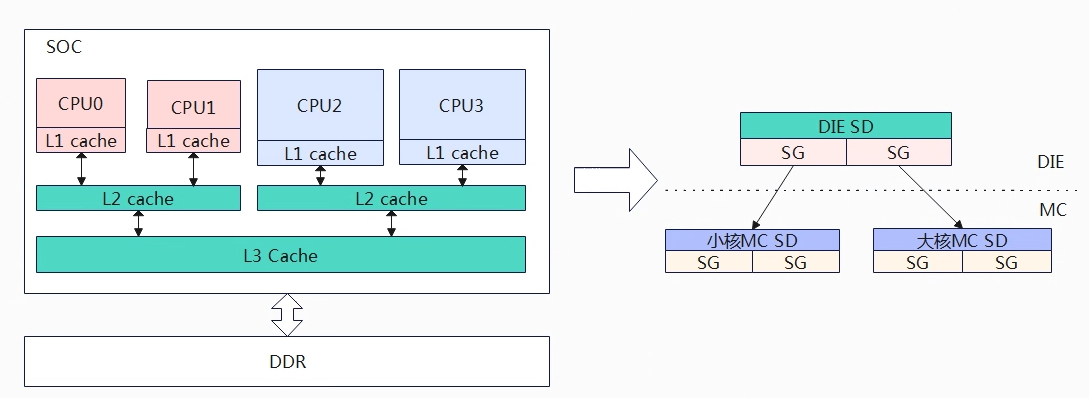 SOC
CPU0
CPU1
CPU2
CPU3
L1 cache
L1 cache
L1 cache
L1 cache
L2 cache
L2 cache
L3 Cache
DDR
DIE SD
SG
SG
DIE
MC
小核MC SD
大核MC SD
SG
SG
SG
SG